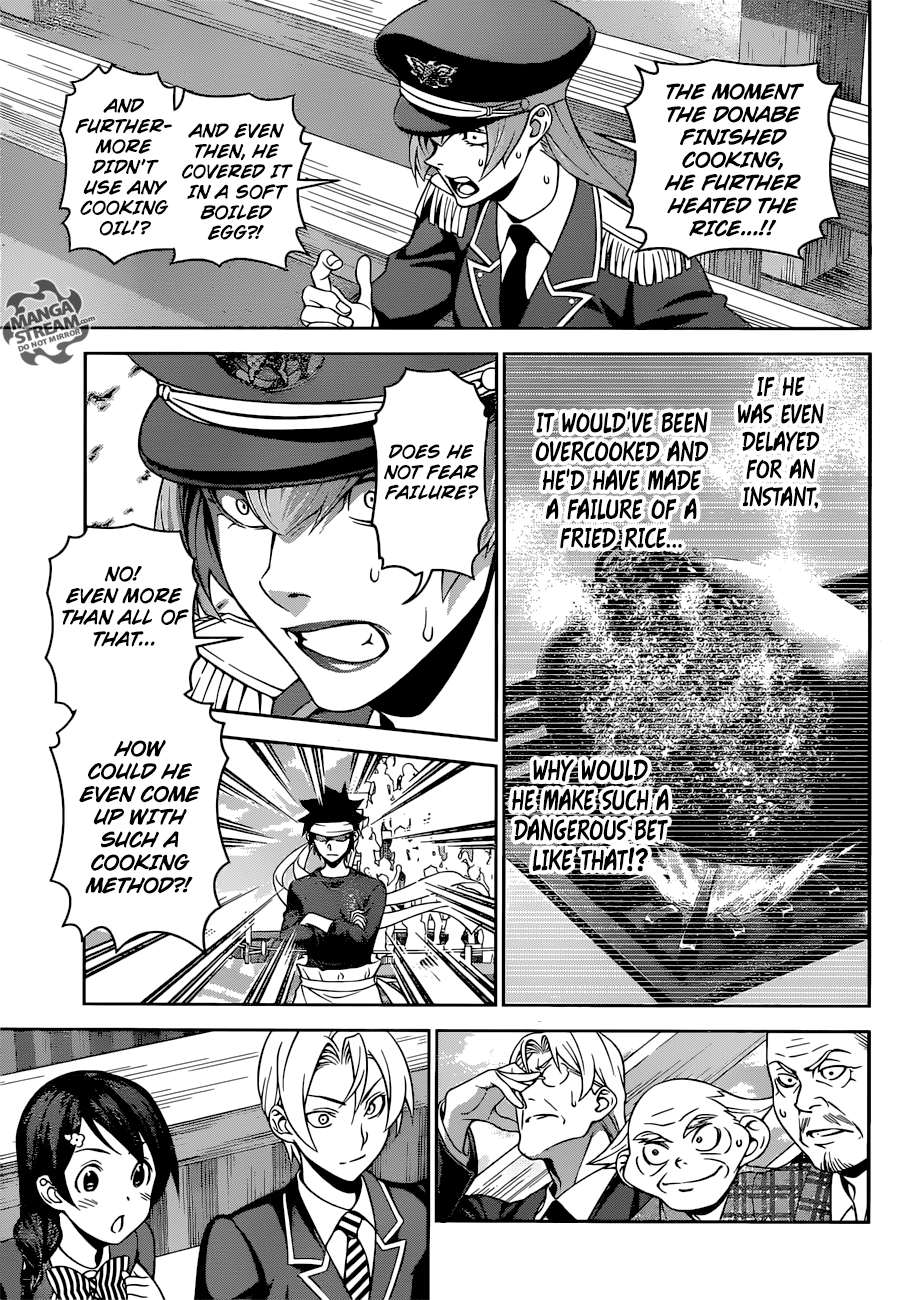 THE MOMENT
THE DONABE
FINISHED
COOKING,
HE FURTHER
HEATED THE
RICE...!!
AND EVEN
THEN, HE
COVERED IT
IN A SOFT
BOILED
EGG?!
AND
FURTHER-
MORE
DIDN'T
USE ANY
COOKING
OIL!?
MANGA
STREAM.com
DO NOT MIRROR
IF HE
WAS EVEN
DELAYED
FOR AN
INSTANT,
IT WOULD'VE BEEN
OVERCOOKED AND
HE'D HAVE MADE
A FAILURE OF A
FRIED RICE...
WHY WOULD
HE MAKE SUCH A
DANGEROUS BET
LIKE THAT!?
DOES HE
NOT FEAR
FAILURE?
NO!
EVEN MORE
THAN ALL OF
THAT...
HOW
COULD HE
EVEN COME
UP WITH
SUCH A
COOKING
METHOD?!